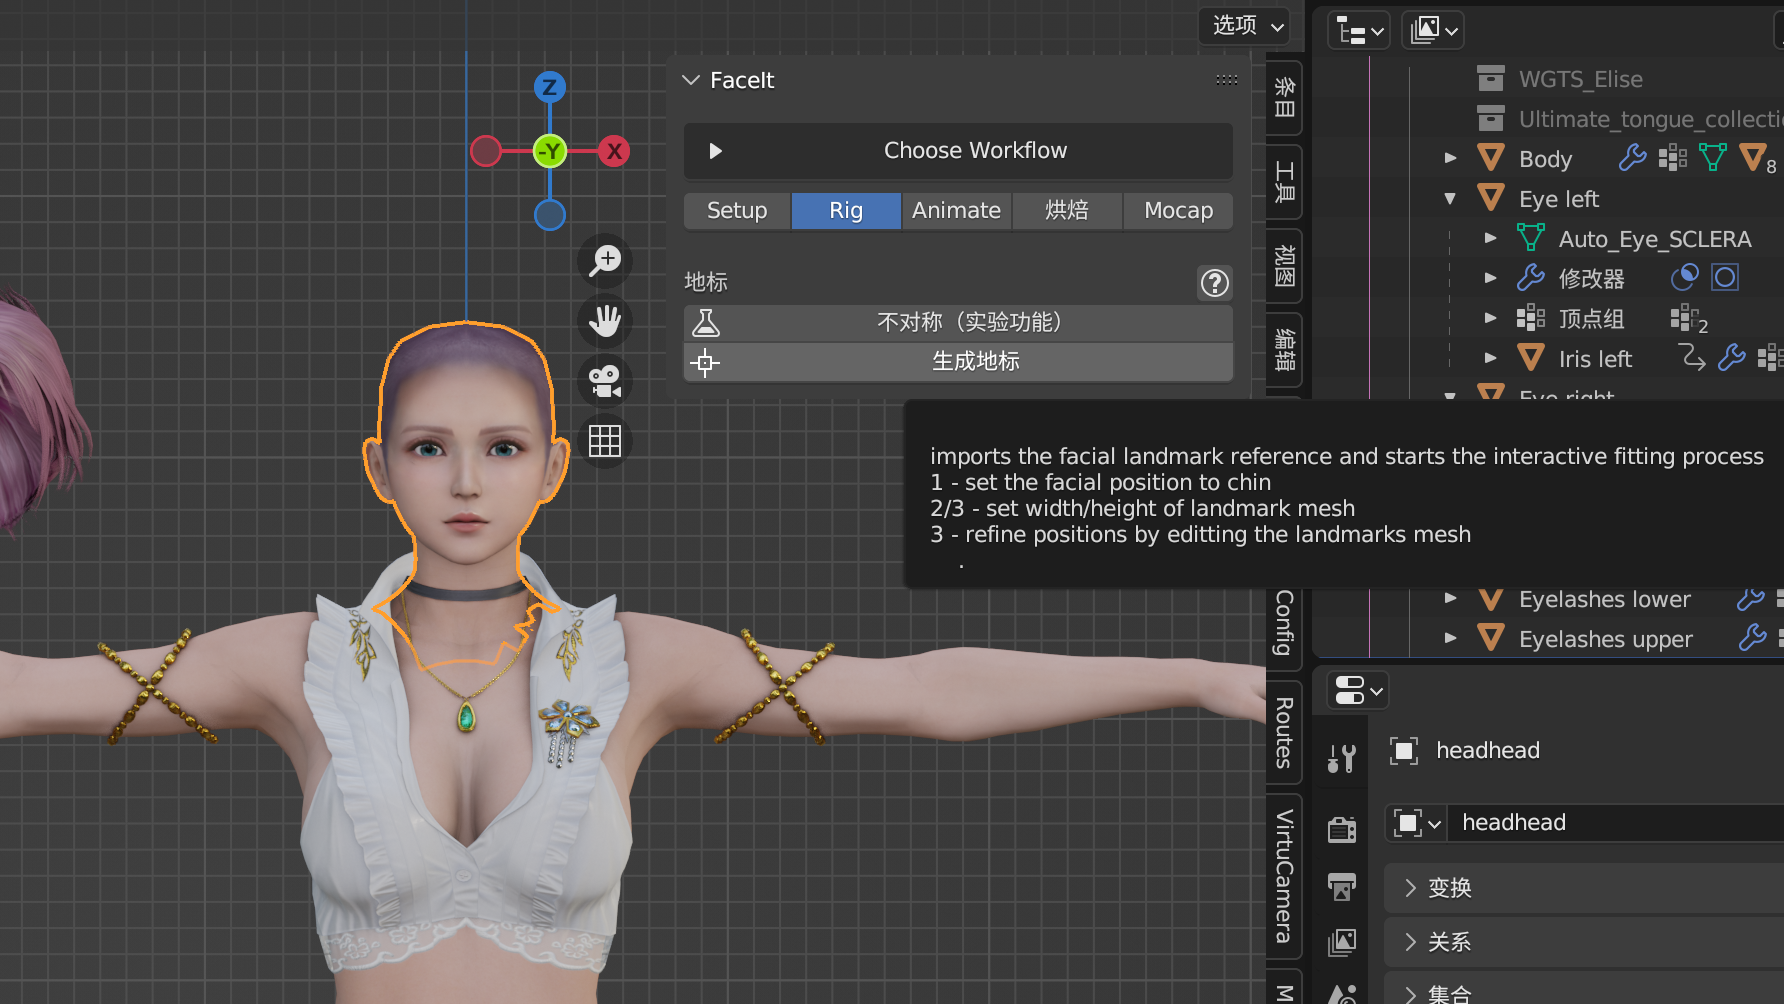 选项
FaceIt
Choose Workflow
Setup
Rig
Animate
烘焙
Mocap
地标
不对称（实验功能）
生成地标
imports the facial landmark reference and starts the interactive fitting process
1 - set the facial position to chin
2/3 - set width/height of landmark mesh
3 - refine positions by editting the landmarks mesh
.
Z
-Y
X
条目
工具
视图
编辑
Config
Routes
VirtuCamera
M
WGTS_Elise
Ultimate_tongue_collecti
Body
8
Eye left
Auto_Eye_SCLERA
修改器
顶点组
2
Iris left
Eye right
Eyelashes lower
Eyelashes upper
headhead
headhead
变换
关系
集合